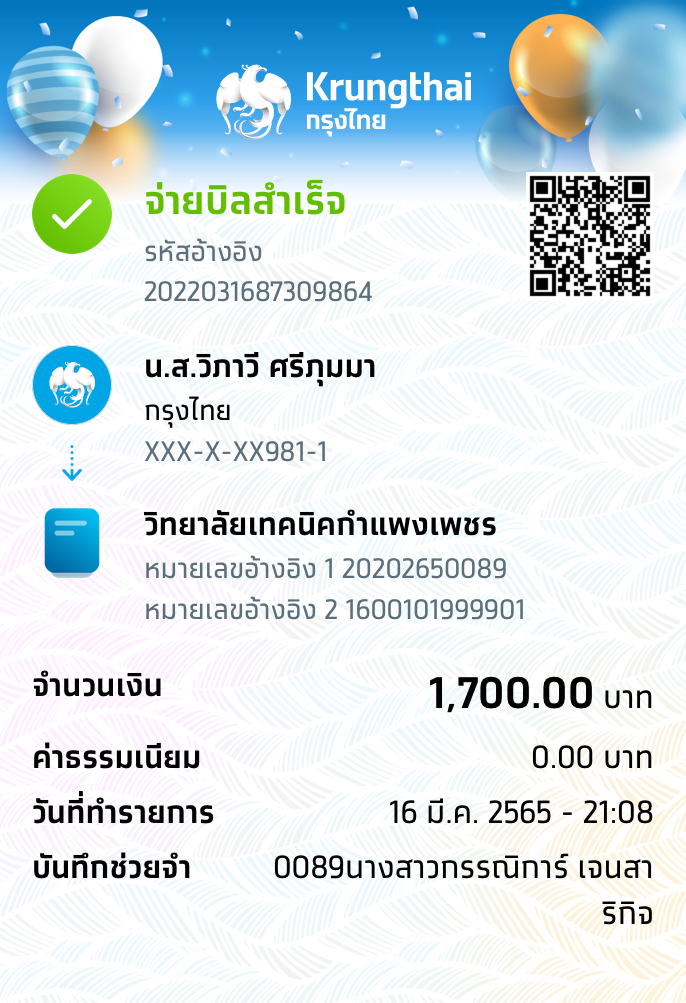 Krungthai
กรุงไทย
จ่ายบิลสำเร็จ
รหัสอ้างอิง
2022031687309864
น.ส.วิภาวี ศรีภุมมา
กรุงไทย
XXX-X-XX981-1
วิทยาลัยเทคนิคกำแพงเพชร
หมายเลขอ้างอิง 1 20202650089
หมายเลขอ้างอิง 2 1600101999901
จำนวนเงิน 1,700.00 บาท
ค่าธรรมเนียม 0.00 บาท
วันที่ทำรายการ 16 มี.ค. 2565 - 21:08
บันทึกช่วยจำ 0089นางสาวกรรณิการ์ เจนสา
ริกิจ